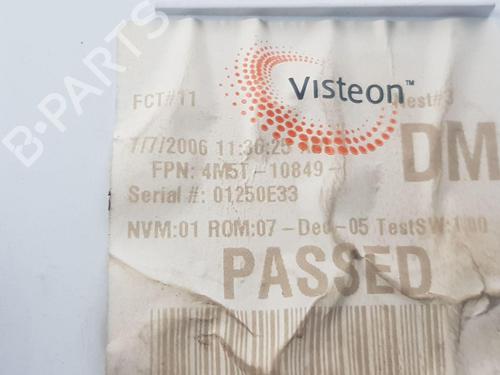 B-PARTS
Visteon™
FCT#11 Nest#3
7/7/2006 11:30:25
DM
FPN: 4M5T-10849-
Serial #: 01250E33
NVM:01 ROM:07-Dec-05 TestSW:1.00
PASSED